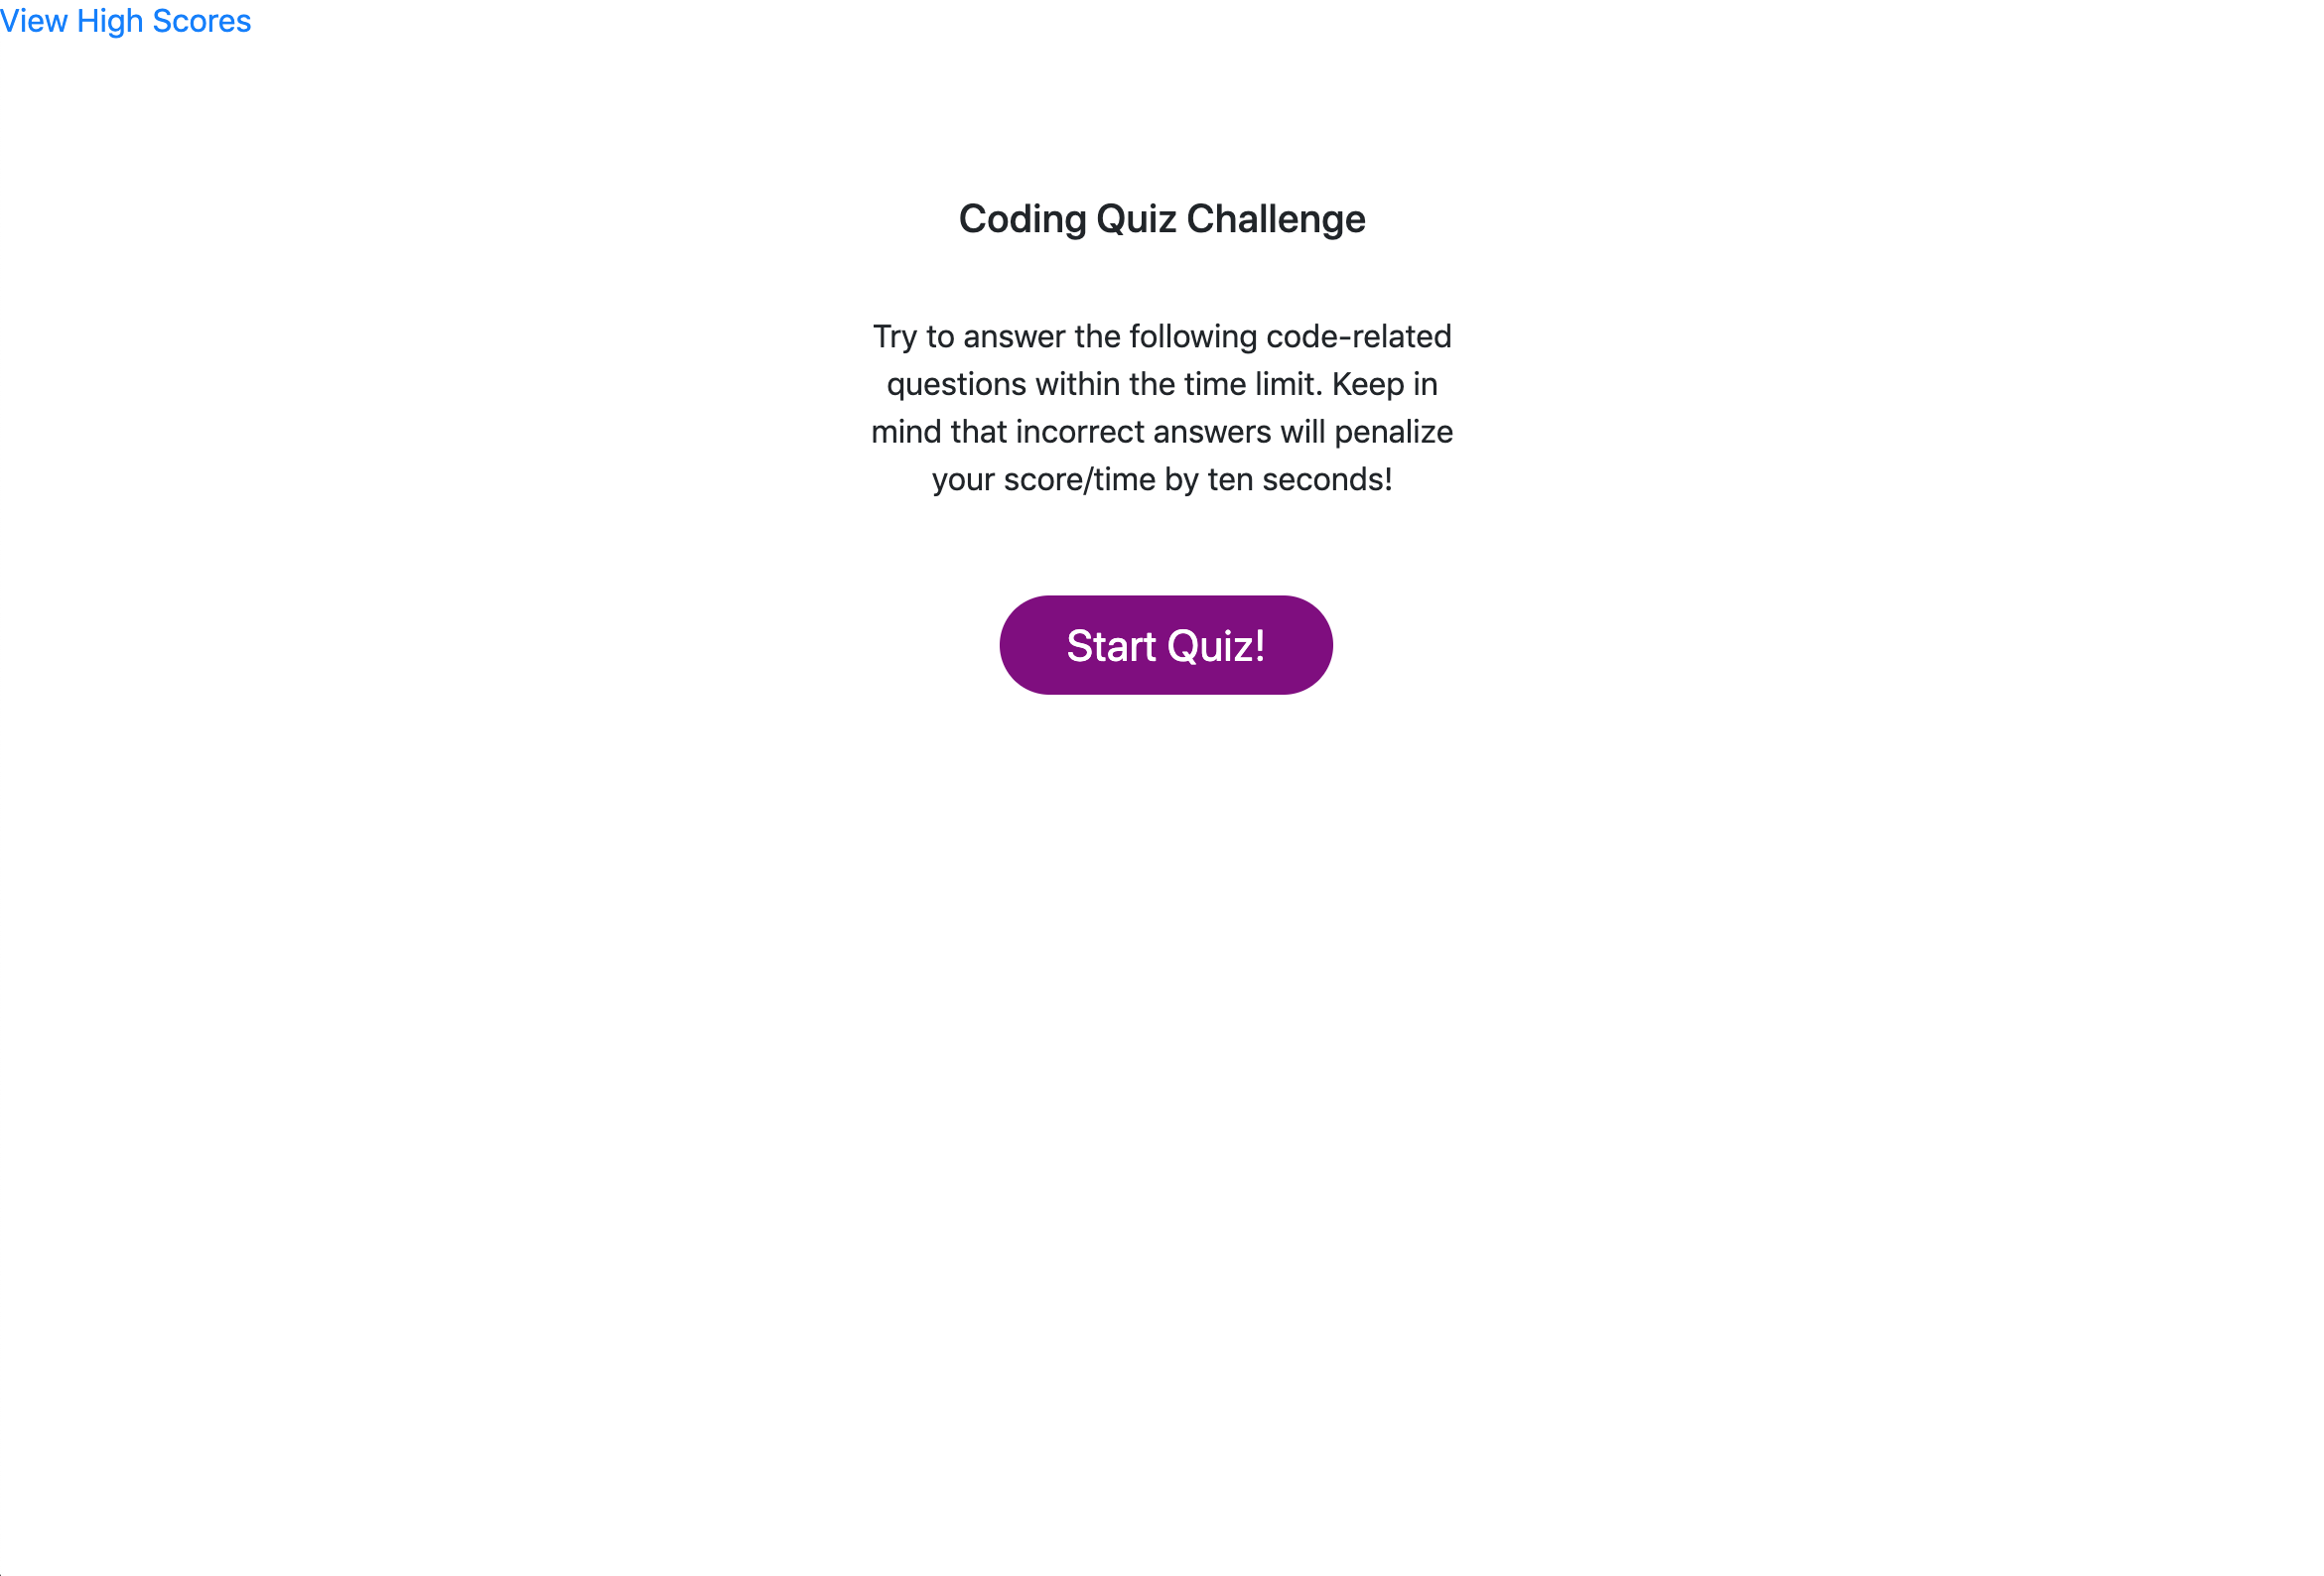 View High Scores
Coding Quiz Challenge
Try to answer the following code-related
questions within the time limit. Keep in
mind that incorrect answers will penalize
your score/time by ten seconds!
Start Quiz!